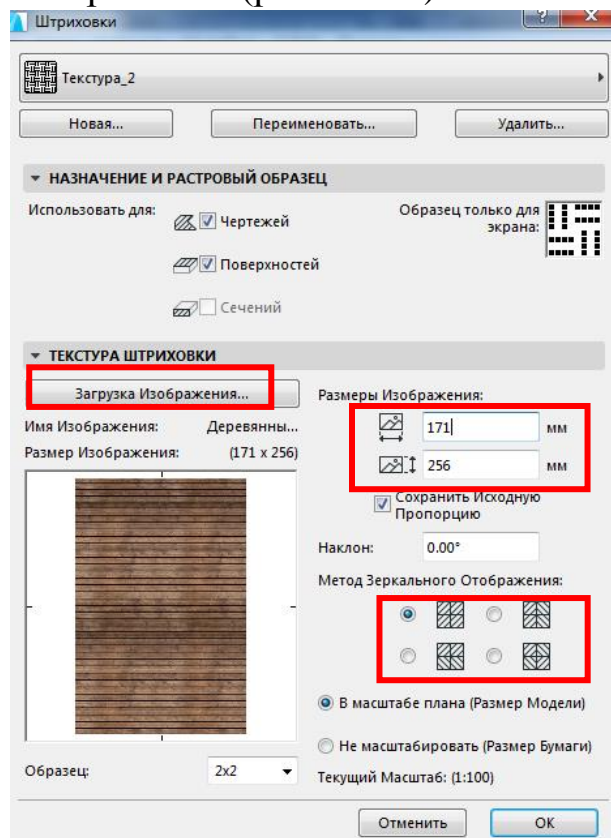 Штриховки
Текстура_2
Новая... Переименовать... Удалить...
НАЗНАЧЕНИЕ И РАСТРОВЫЙ ОБРАЗЕЦ
Использовать для: Чертежей Образец только для экрана:
Поверхностей
Сечений
ТЕКСТУРА ШТРИХОВКИ
Загрузка Изображения... Размеры Изображения:
Имя Изображения: Деревянны... 171 мм
Размер Изображения: (171 x 256) 256 мм
Сохранить Исходную
Пропорцию
Наклон: 0.00°
Метод Зеркального Отображения:
В масштабе плана (Размер Модели)
Не масштабировать (Размер Бумаги)
Образец: 2x2 Текущий Масштаб: (1:100)
Отменить OK